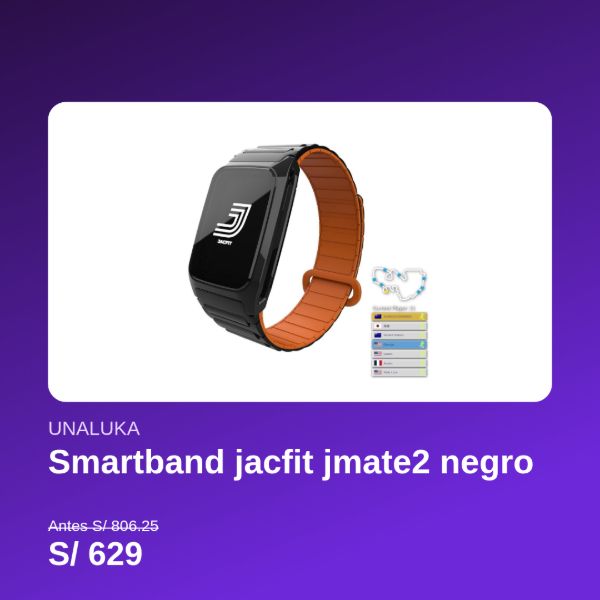 JACFIT
UNALUKA
Smartband jacfit jmate2 negro
Antes S/ 806.25
S/ 629